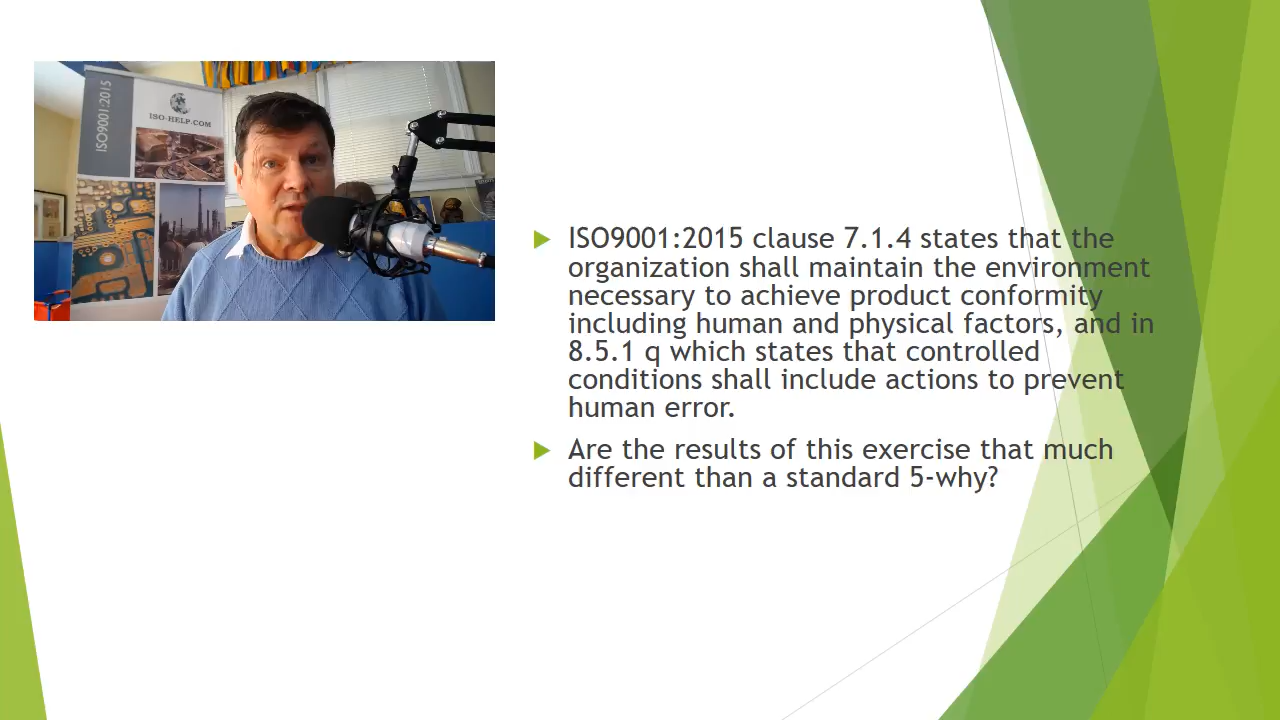 ISO9001:2015
ISO-HELP.COM
ISO9001:2015 clause 7.1.4 states that the
organization shall maintain the environment
necessary to achieve product conformity
including human and physical factors, and in
8.5.1 q which states that controlled
conditions shall include actions to prevent
human error.
Are the results of this exercise that much
different than a standard 5-why?